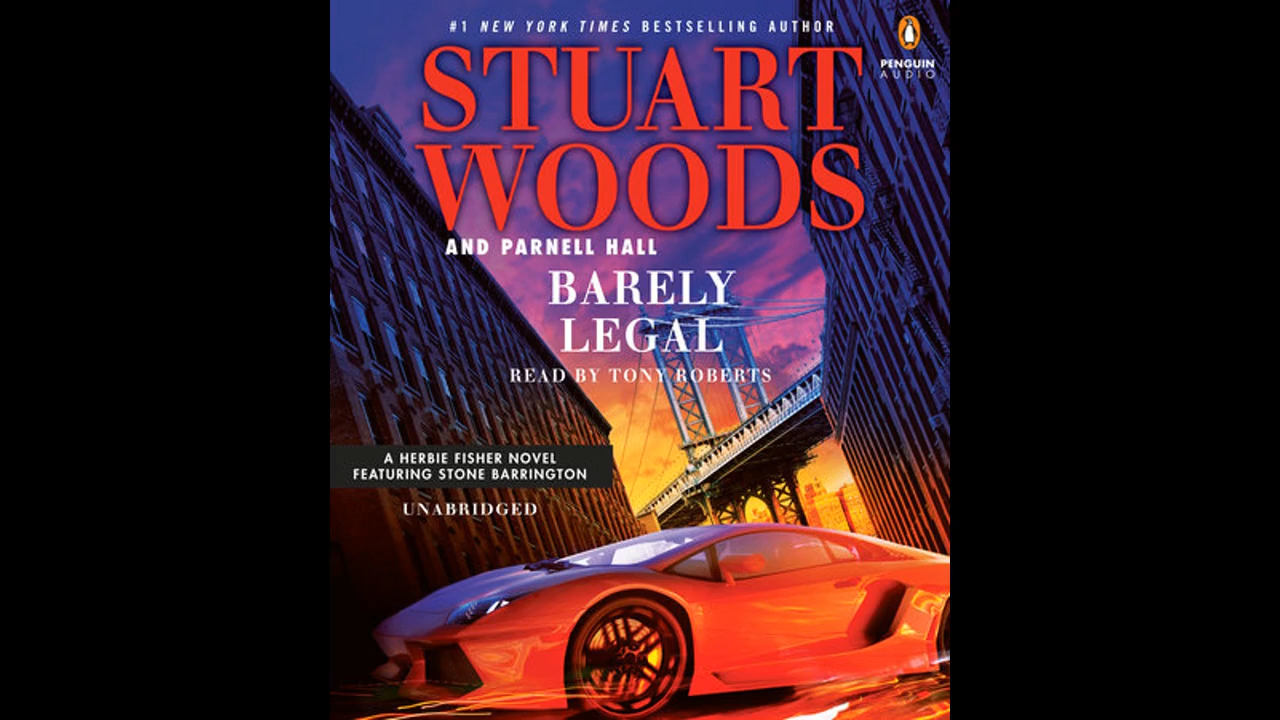 #1 NEW YORK TIMES BESTSELLING AUTHOR
PENGUIN
AUDIO
STUART
WOODS
AND PARNELL HALL
BARELY
LEGAL
READ BY TONY ROBERTS
A HERBIE FISHER NOVEL
FEATURING STONE BARRINGTON
UNABRIDGED